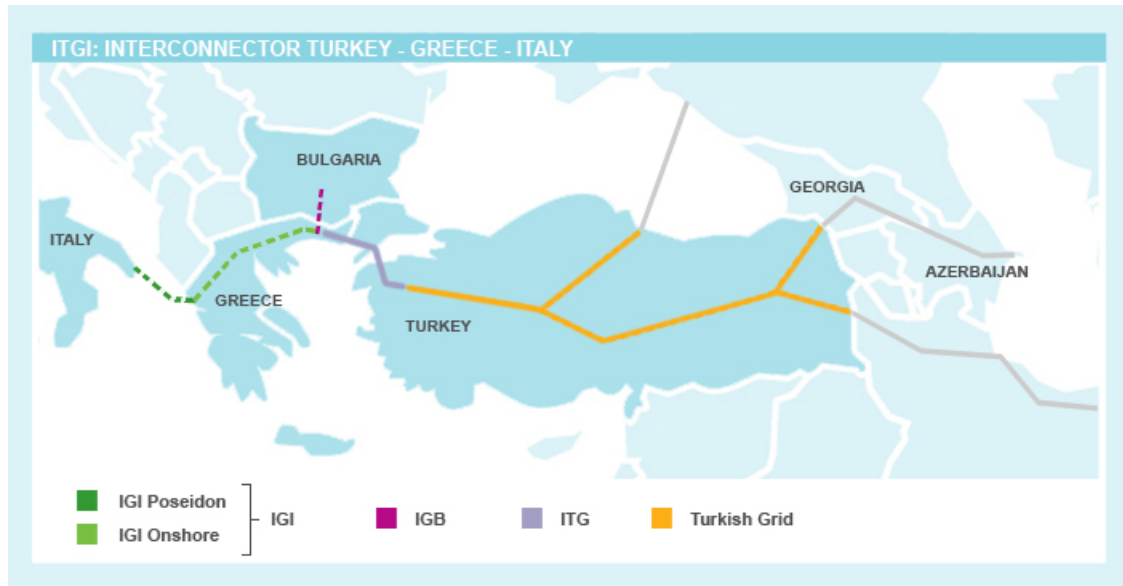 ITGI: INTERCONNECTOR TURKEY - GREECE - ITALY
BULGARIA
GEORGIA
ITALY
AZERBAIJAN
GREECE
TURKEY
IGI Poseidon
IGI Onshore
IGI
IGB
ITG
Turkish Grid